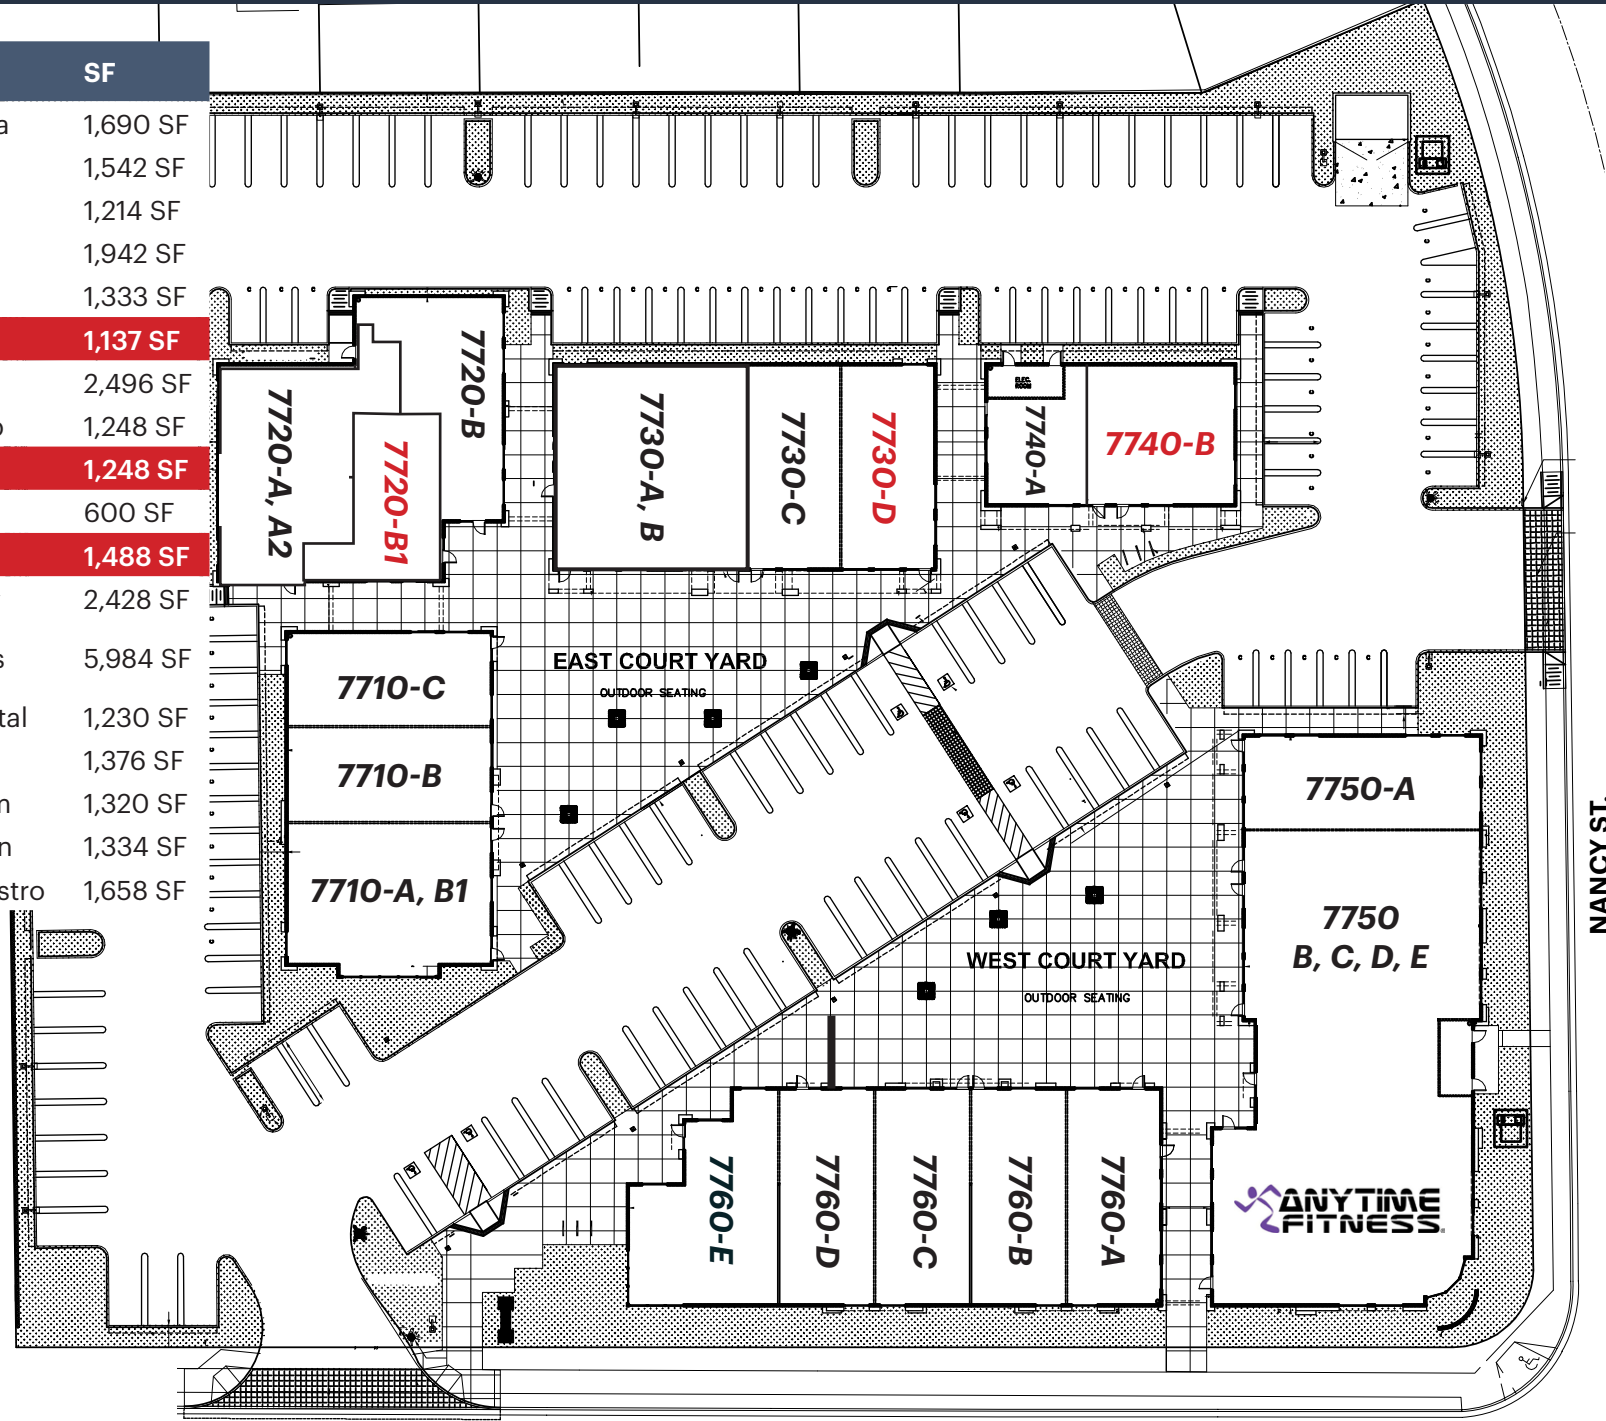 SF
a 1,690 SF
1,542 SF
1,214 SF
1,942 SF
1,333 SF
1,137 SF
2,496 SF
o 1,248 SF
1,248 SF
600 SF
1,488 SF
2,428 SF
s 5,984 SF
tal 1,230 SF
1,376 SF
n 1,320 SF
n 1,334 SF
stro 1,658 SF
7720-A, A2
7720-B1
7720-B
7730-A, B
7730-C
7730-D
ELEC.
ROOM
7740-A
7740-B
EAST COURT YARD
OUTDOOR SEATING
7710-C
7710-B
7710-A, B1
7750-A
7750
B, C, D, E
WEST COURT YARD
OUTDOOR SEATING
7760-E
7760-D
7760-C
7760-B
7760-A
ANYTIME
FITNESS
NANCY ST.